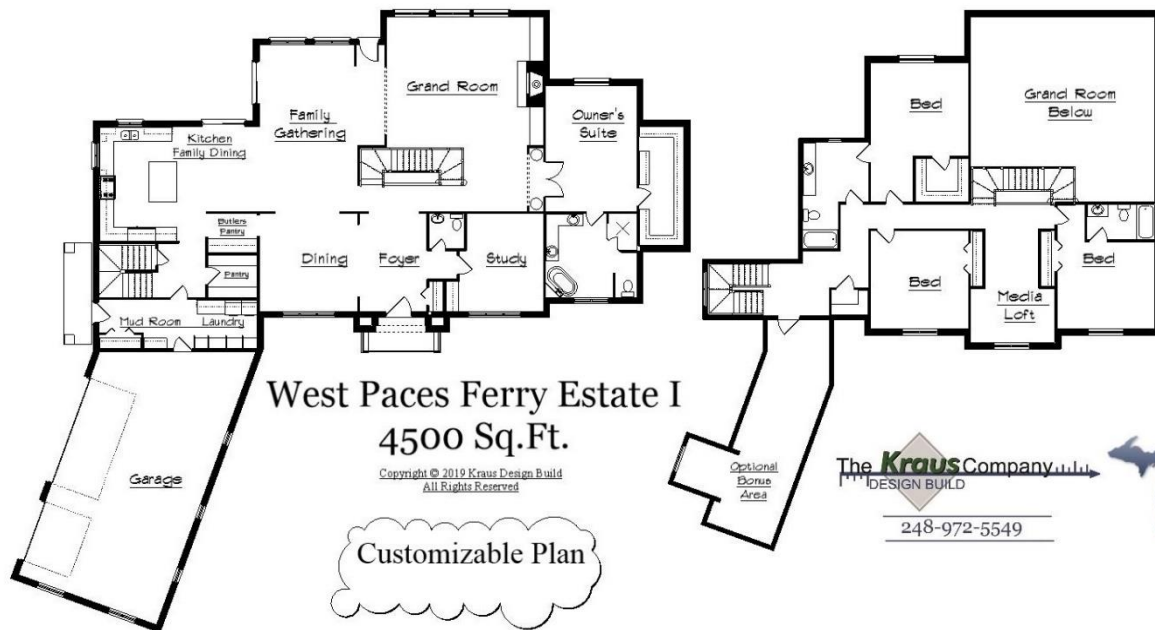 Grand Room
Family
Gathering
Owner's
Suite
Kitchen
Family Dining
Butlers
Pantry
Pantry
Dining
Foyer
Study
Mud Room
Laundry
Garage
Bed
Grand Room
Below
Bed
Bed
Media
Loft
Optional
Bonus
Area
West Paces Ferry Estate I
4500 Sq.Ft.
Copyright © 2019 Kraus Design Build
All Rights Reserved
Customizable Plan
The Kraus Company
DESIGN BUILD
248-972-5549